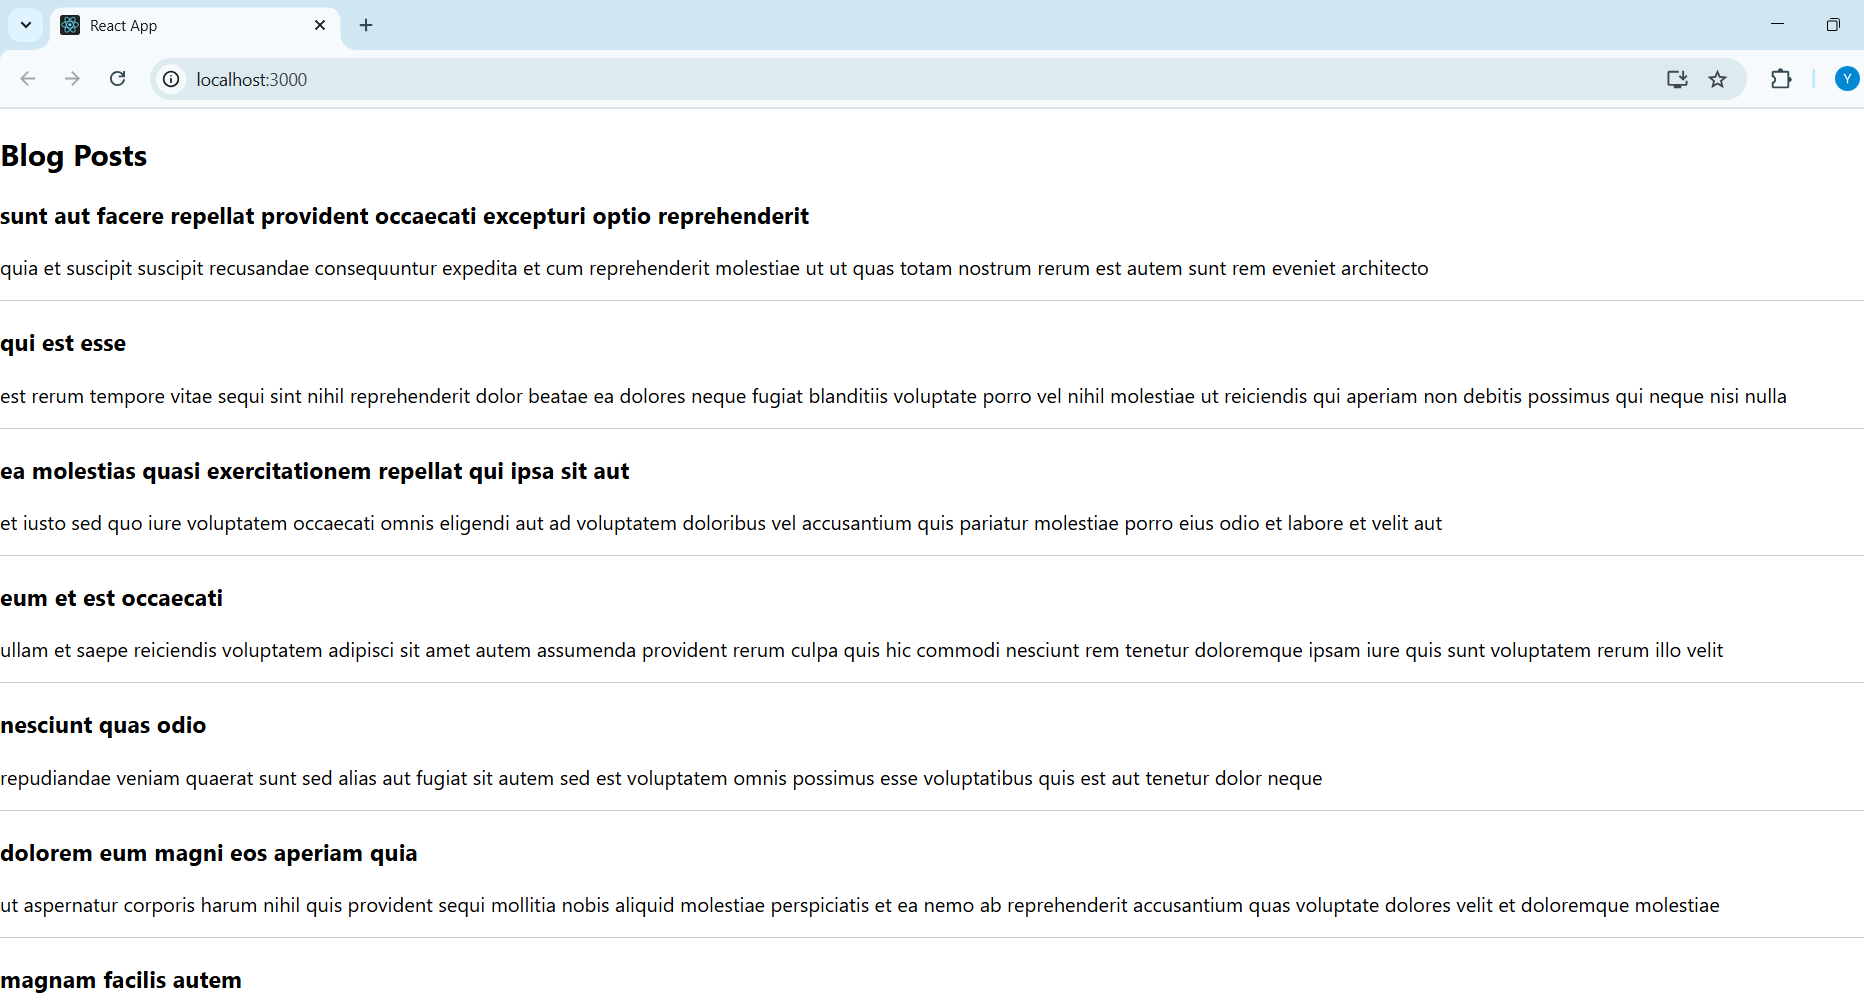 React App
localhost:3000
Y
Blog Posts
sunt aut facere repellat provident occaecati excepturi optio reprehenderit
quia et suscipit suscipit recusandae consequuntur expedita et cum reprehenderit molestiae ut ut quas totam nostrum rerum est autem sunt rem eveniet architecto
qui est esse
est rerum tempore vitae sequi sint nihil reprehenderit dolor beatae ea dolores neque fugiat blanditiis voluptate porro vel nihil molestiae ut reiciendis qui aperiam non debitis possimus qui neque nisi nulla
ea molestias quasi exercitationem repellat qui ipsa sit aut
et iusto sed quo iure voluptatem occaecati omnis eligendi aut ad voluptatem doloribus vel accusantium quis pariatur molestiae porro eius odio et labore et velit aut
eum et est occaecati
ullam et saepe reiciendis voluptatem adipisci sit amet autem assumenda provident rerum culpa quis hic commodi nesciunt rem tenetur doloremque ipsam iure quis sunt voluptatem rerum illo velit
nesciunt quas odio
repudiandae veniam quaerat sunt sed alias aut fugiat sit autem sed est voluptatem omnis possimus esse voluptatibus quis est aut tenetur dolor neque
dolorem eum magni eos aperiam quia
ut aspernatur corporis harum nihil quis provident sequi mollitia nobis aliquid molestiae perspiciatis et ea nemo ab reprehenderit accusantium quas voluptate dolores velit et doloremque molestiae
magnam facilis autem